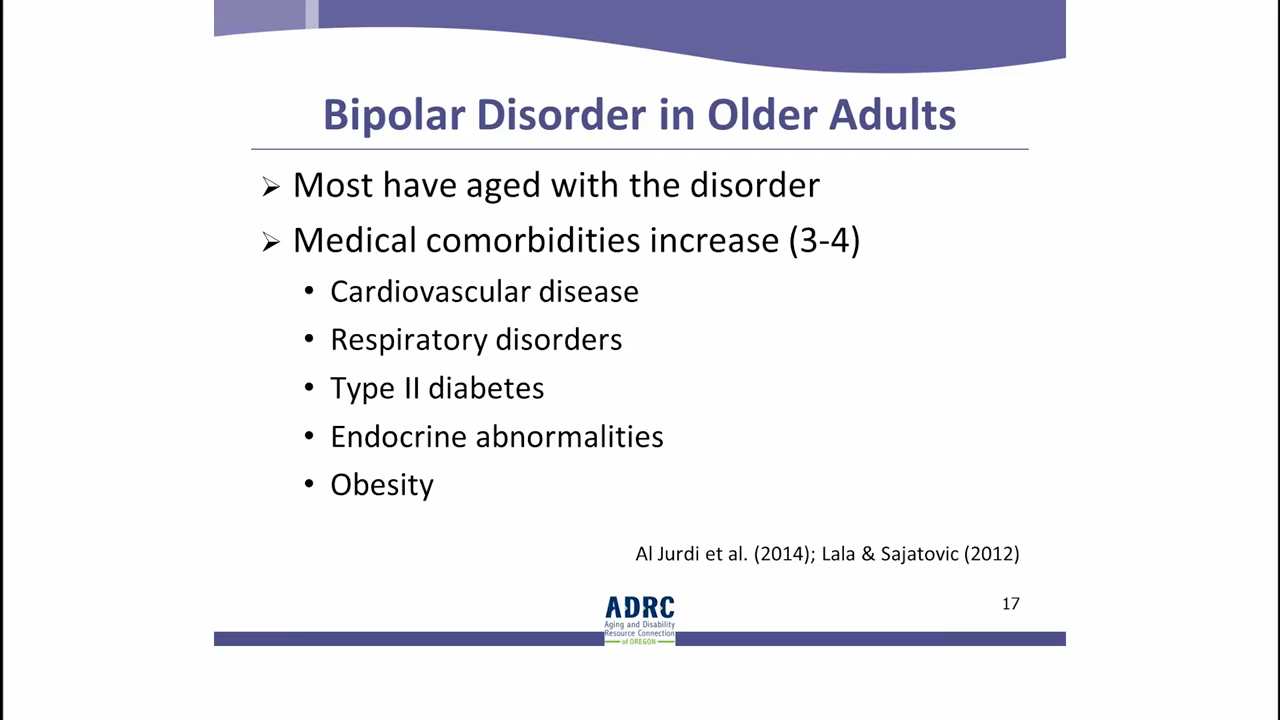 Bipolar Disorder in Older Adults
➢ Most have aged with the disorder
➢ Medical comorbidities increase (3-4)
• Cardiovascular disease
• Respiratory disorders
• Type II diabetes
• Endocrine abnormalities
• Obesity
Al Jurdi et al. (2014); Lala & Sajatovic (2012)
17
ADRC
Aging and Disability
Resource Connection
of OREGON